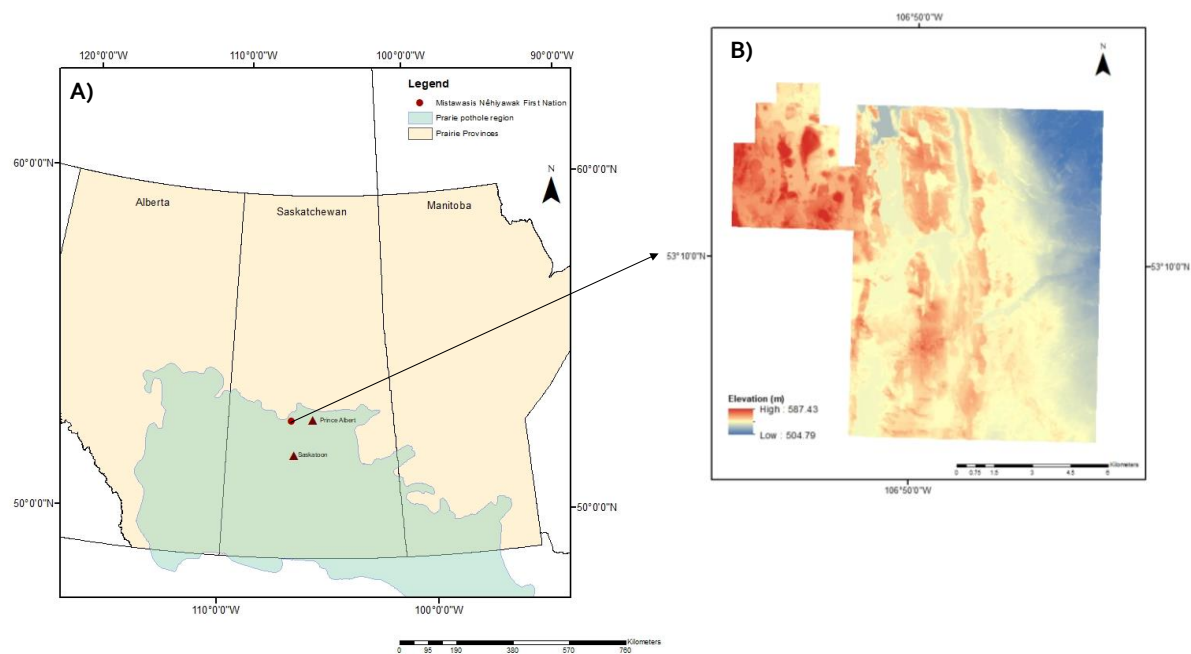 A)
120°0'0"W
110°0'0"W
100°0'0"W
90°0'0"W
Legend
Mistawasis Nêhiyawak First Nation
Prarie pothole region
Prairie Provinces
N
60°0'0"N
60°0'0"N
Alberta
Saskatchewan
Manitoba
Prince Albert
Saskatoon
50°0'0"N
50°0'0"N
110°0'0"W
100°0'0"W
Kilometers
0 95 190 380 570 760
B)
106°50'0"W
N
53°10'0"N
53°10'0"N
Elevation (m)
High : 587.43
Low : 504.79
Kilometers
0 0.75 1.5 3 4.5 6
106°50'0"W